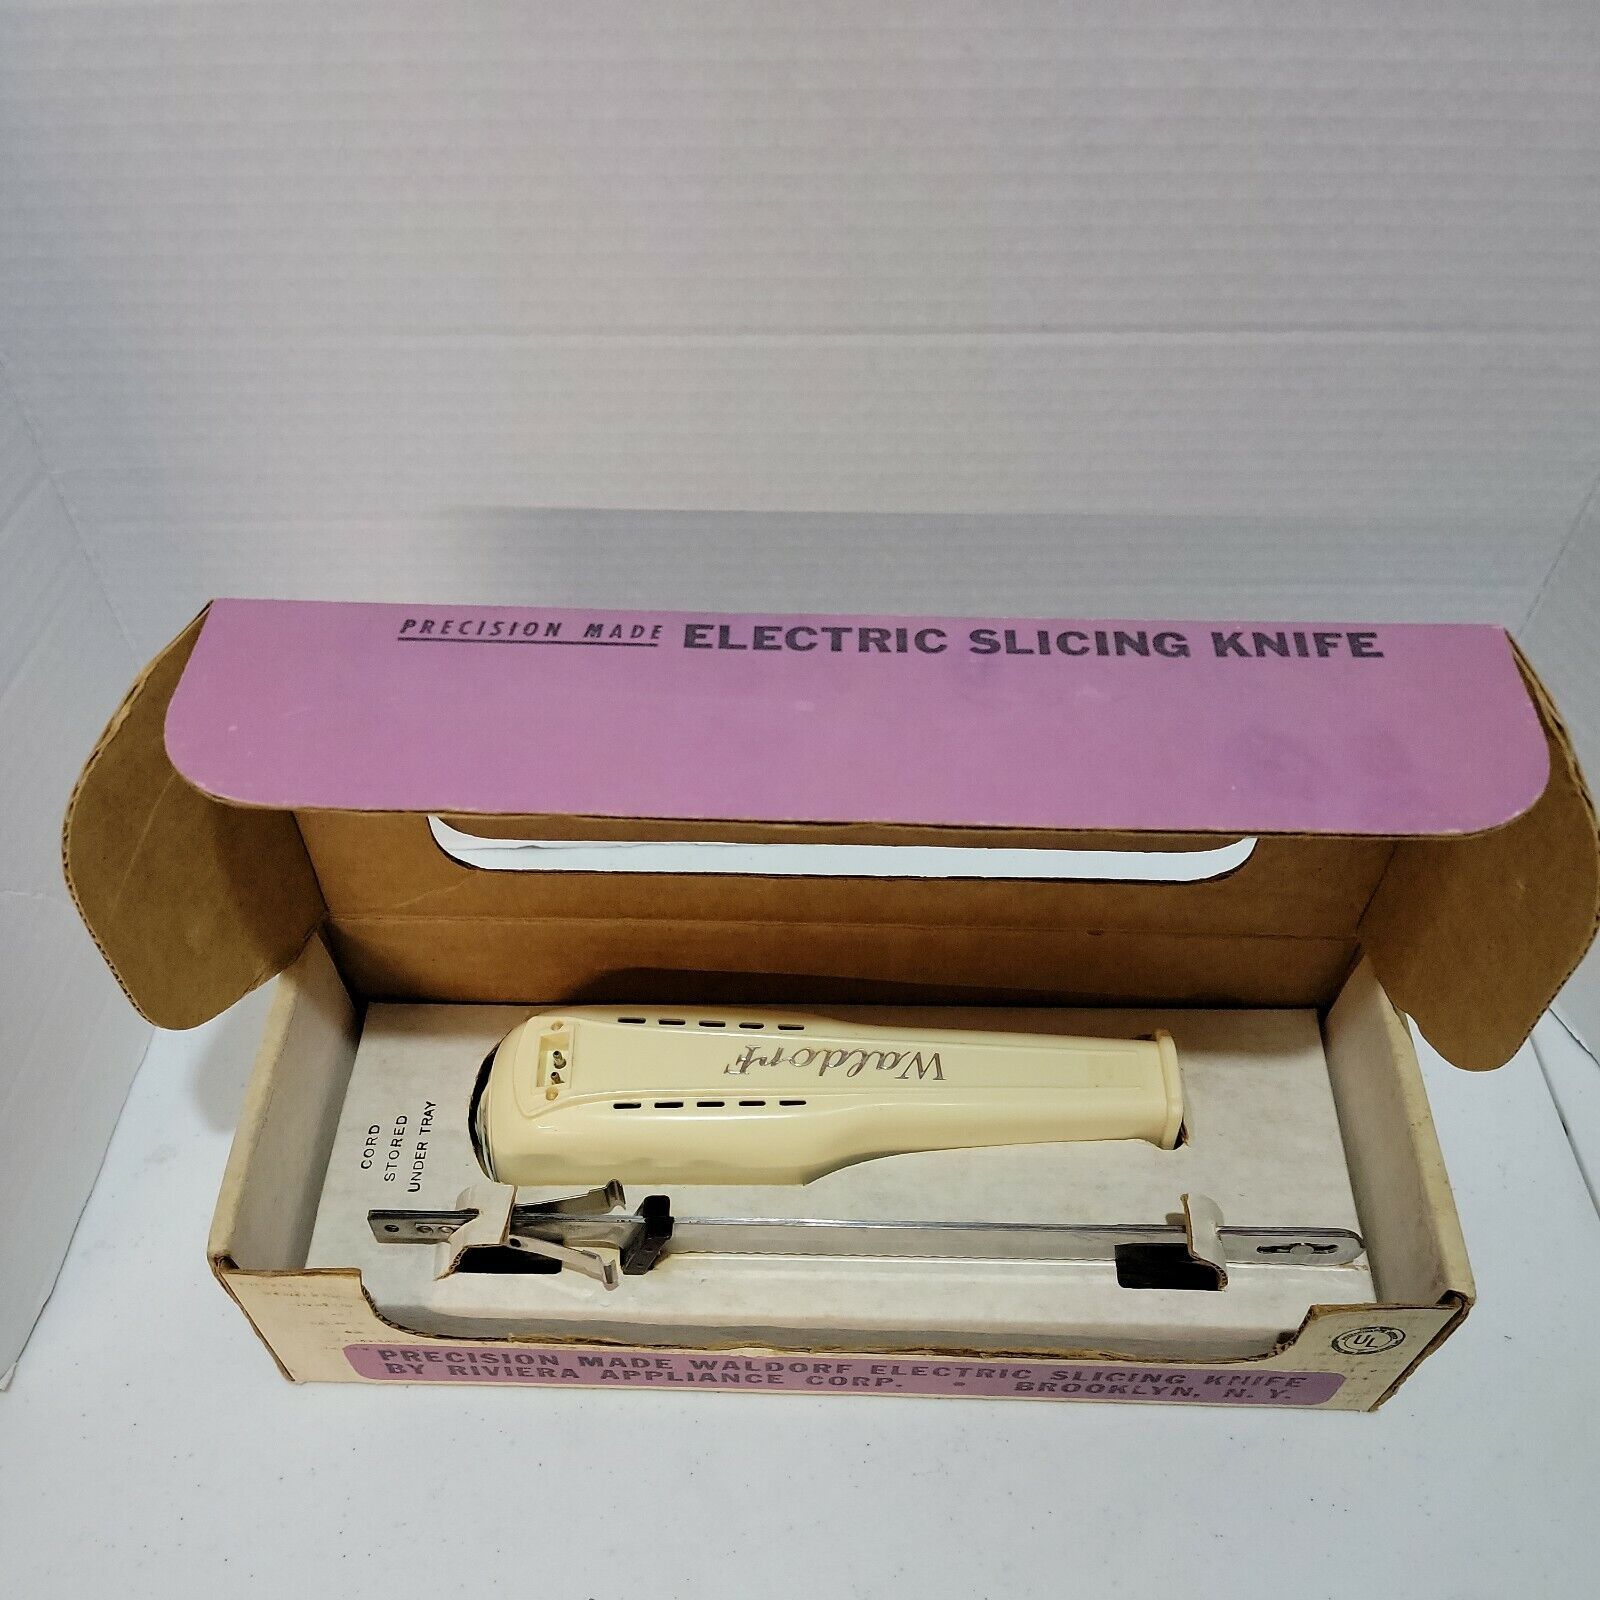 PRECISION MADE ELECTRIC SLICING KNIFE
Waldorf
CORD
STORED
UNDER TRAY
UL
PRECISION MADE WALDORF ELECTRIC SLICING KNIFE
BY RIVIERA APPLIANCE CORP. • BROOKLYN, N.Y.